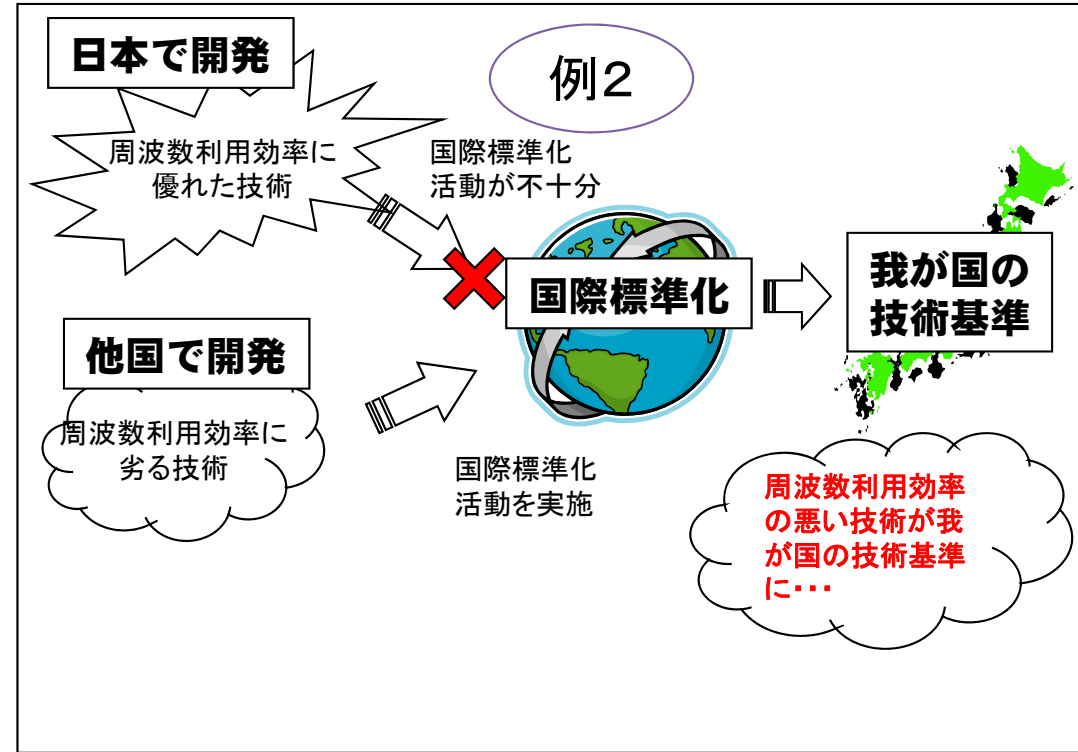 日本で開発
例2
周波数利用効率に
優れた技術
国際標準化
活動が不十分
国際標準化
我が国の
技術基準
他国で開発
周波数利用効率に
劣る技術
国際標準化
活動を実施
周波数利用効率
の悪い技術が我
が国の技術基準
に・・・